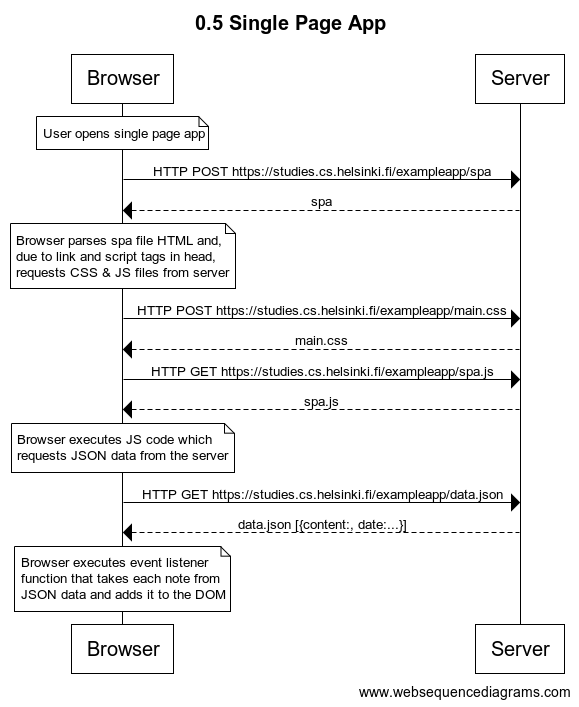 0.5 Single Page App
Browser
Server
User opens single page app
HTTP POST https://studies.cs.helsinki.fi/exampleapp/spa
spa
Browser parses spa file HTML and,
due to link and script tags in head,
requests CSS & JS files from server
HTTP POST https://studies.cs.helsinki.fi/exampleapp/main.css
main.css
HTTP GET https://studies.cs.helsinki.fi/exampleapp/spa.js
spa.js
Browser executes JS code which
requests JSON data from the server
HTTP GET https://studies.cs.helsinki.fi/exampleapp/data.json
data.json [{content:, date:...}]
Browser executes event listener
function that takes each note from
JSON data and adds it to the DOM
Browser
Server
www.websequencediagrams.com